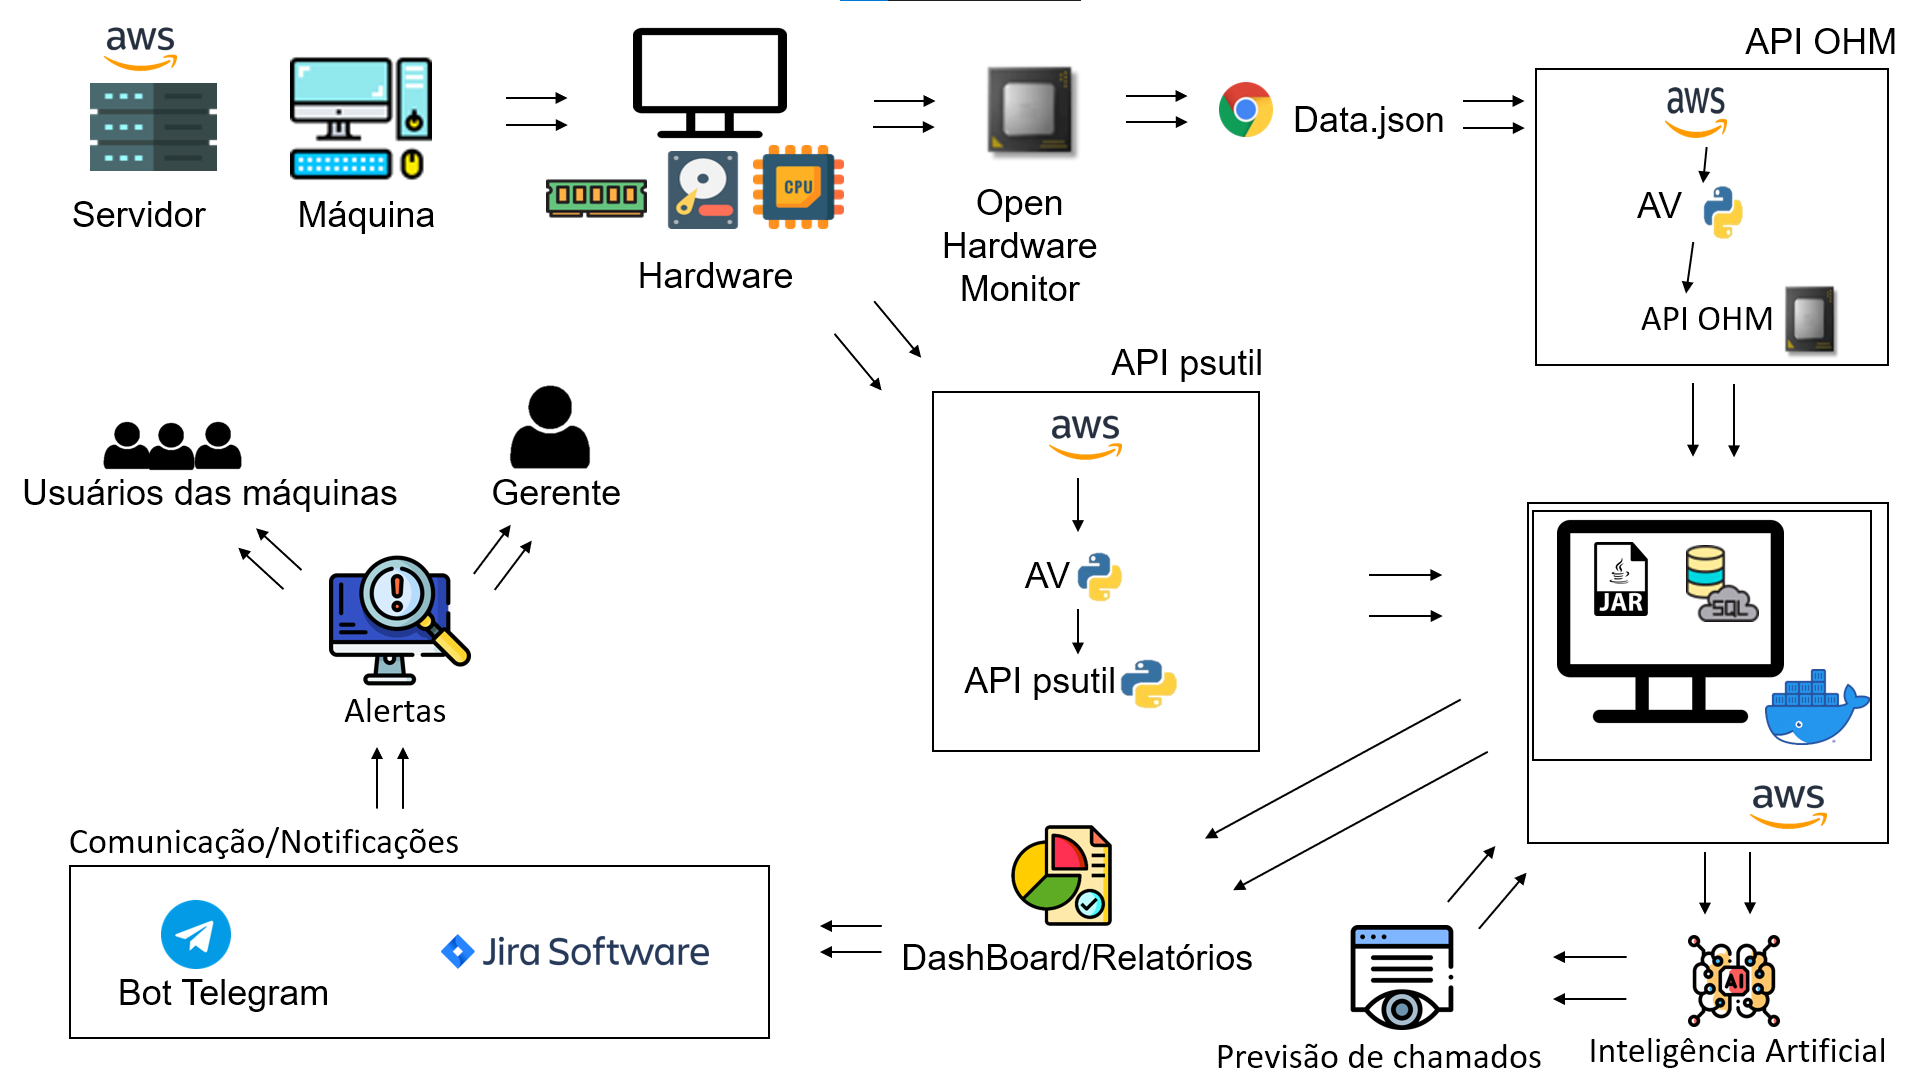 aws
Servidor
Máquina
CPU
Hardware
Open
Hardware
Monitor
Data.json
API OHM
aws
AV
API OHM
API psutil
aws
AV
API psutil
Usuários das máquinas
Gerente
Alertas
JAR
SQL
aws
Comunicação/Notificações
Bot Telegram
Jira Software
DashBoard/Relatórios
Previsão de chamados
AI
Inteligência Artificial